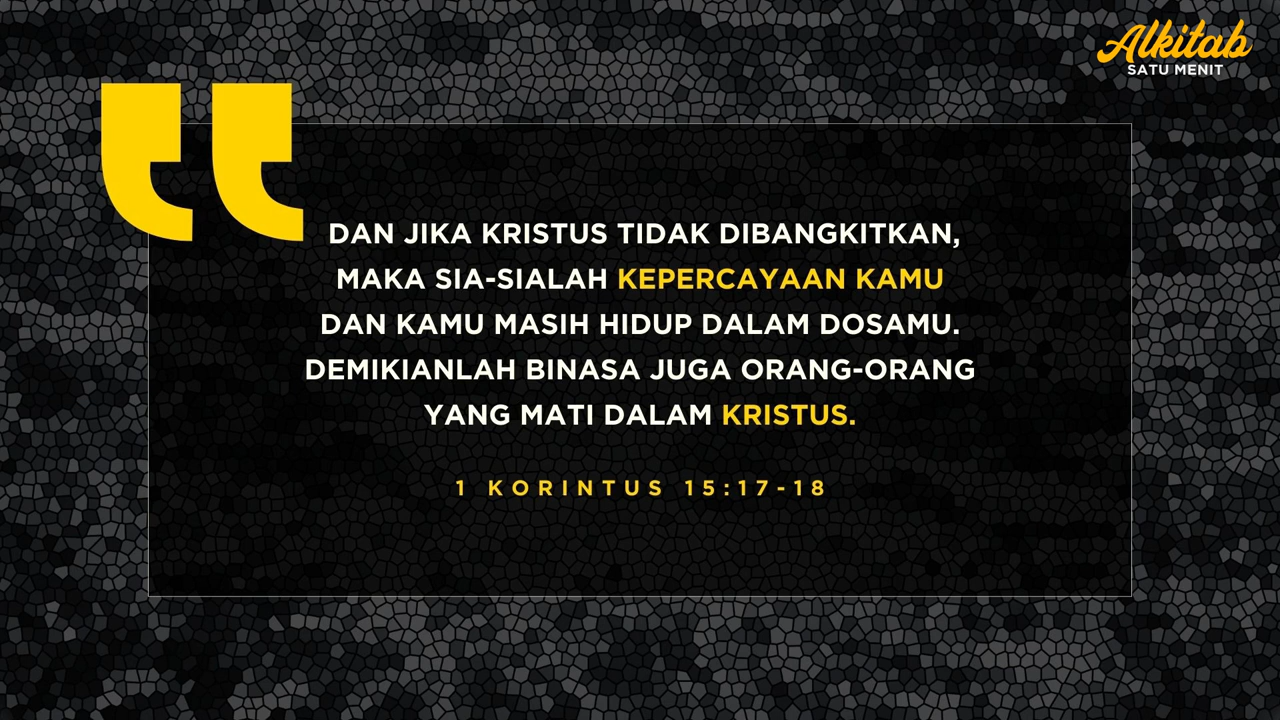 Alkitab
SATU MENIT
DAN JIKA KRISTUS TIDAK DIBANGKITKAN,
MAKA SIA-SIALAH KEPERCAYAAN KAMU
DAN KAMU MASIH HIDUP DALAM DOSAMU.
DEMIKIANLAH BINASA JUGA ORANG-ORANG
YANG MATI DALAM KRISTUS.
1 KORINTUS 15:17-18